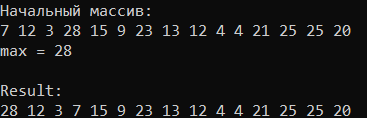 Начальный массив:
7 12 3 28 15 9 23 13 12 4 4 21 25 25 20
max = 28
Result:
28 12 3 7 15 9 23 13 12 4 4 21 25 25 20